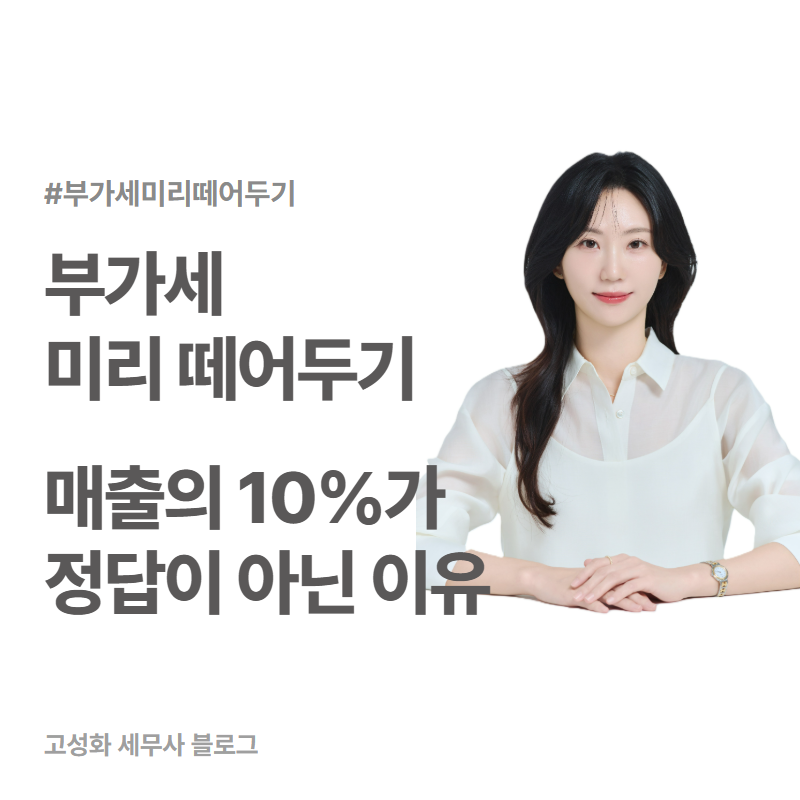 #부가세미리떼어두기
부가세
미리 떼어두기
매출의 10%가
정답이 아닌 이유
고성화 세무사 블로그